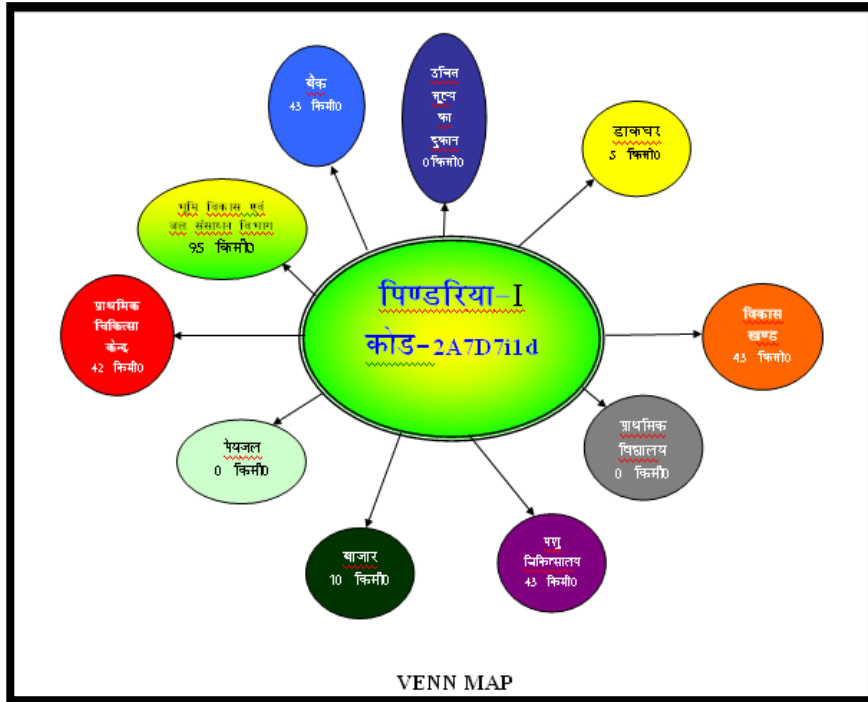 बैंक
43 किमी0
उचित
मूल्य
का
दुकान
0 किमी0
डाकघर
5 किमी0
भूमि विकास एवं
जल संसाधन विभाग
95 किमी0
पिण्डरिया-I
कोड-2A7D7i1d
प्राथमिक
चिकित्सा
केन्द्र
42 किमी0
विकास
खण्ड
43 किमी0
पेयजल
0 किमी0
प्राथमिक
विद्यालय
0 किमी0
बाजार
10 किमी0
पशु
चिकित्सालय
43 किमी0
VENN MAP